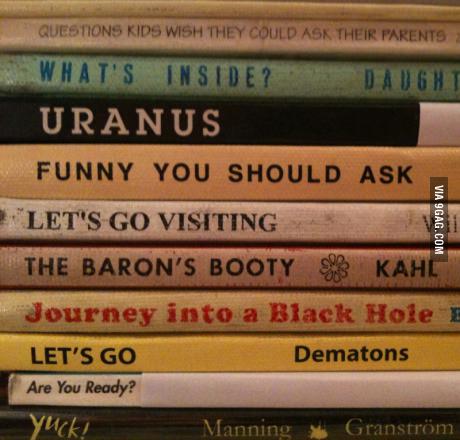 QUESTIONS KIDS WISH THEY COULD ASK THEIR PARENTS
WHAT'S INSIDE? DAUGHT
URANUS
FUNNY YOU SHOULD ASK
LET'S GO VISITING
THE BARON'S BOOTY KAHL
Journey into a Black Hole
LET'S GO Dematons
Are You Ready?
Yuck! Manning Granström
VIA 9GAG.COM